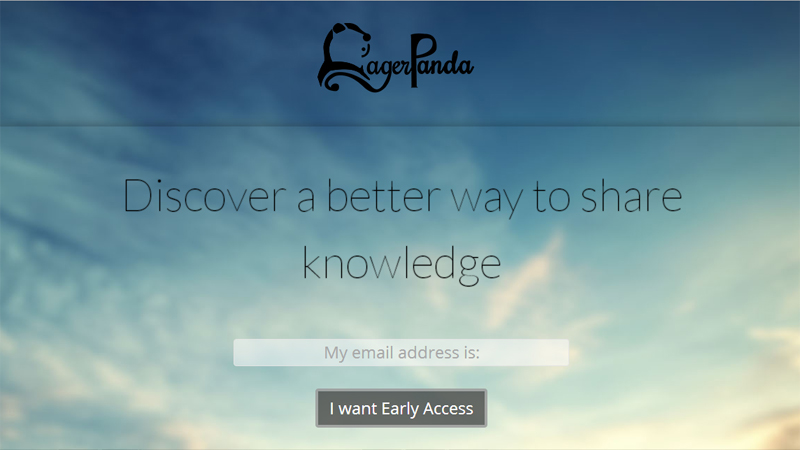 EagerPanda
Discover a better way to share
knowledge
My email address is:
I want Early Access